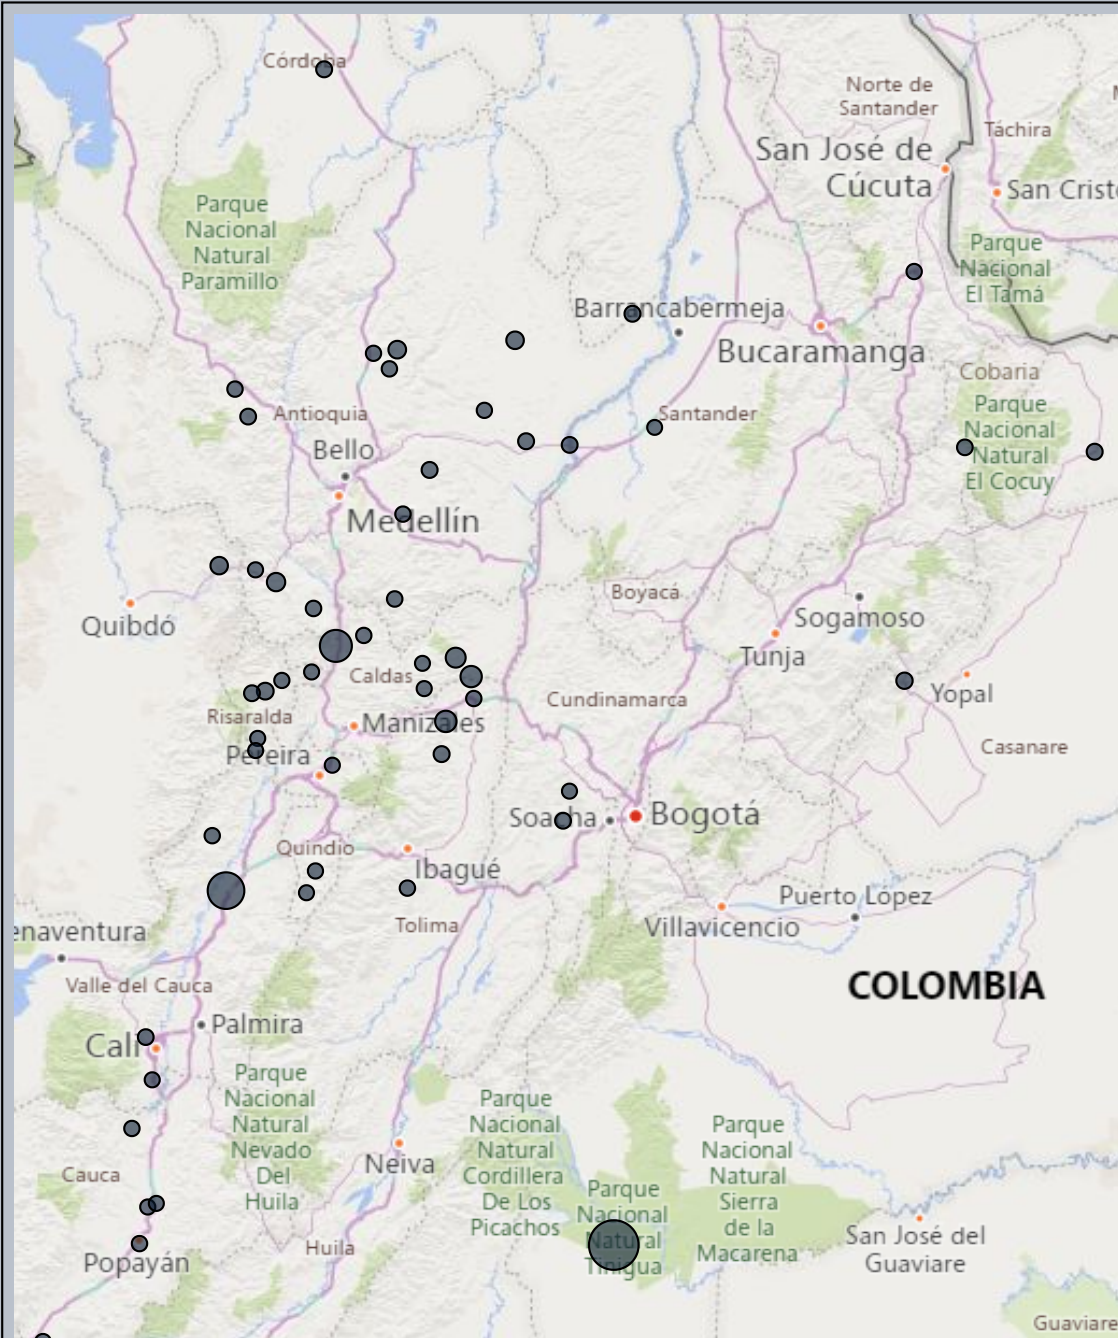 Córdoba
Norte de
Santander
Táchira
San José de
Cúcuta
San Cristo
Parque
Nacional
Natural
Paramillo
Parque
Nacional
El Tamá
Barrancabermeja
Bucaramanga
Cobaria
Parque
Nacional
Natural
El Cocuy
Antioquia
Santander
Bello
Medellín
Boyacá
Quibdó
Sogamoso
Tunja
Caldas
Cundinamarca
Yopal
Risaralda
Manizales
Pereira
Casanare
Soacha
Bogotá
Quindio
Ibagué
Tolima
Puerto López
Villavicencio
enaventura
Valle del Cauca
COLOMBIA
Palmira
Cali
Parque
Nacional
Natural
Nevado
Del
Huila
Parque
Nacional
Natural
Cordillera
De Los
Picachos
Parque
Nacional
Natural
Sierra
de la
Macarena
Neiva
Cauca
Parque
Nacional
Natural
Tinigua
San José del
Guaviare
Huila
Popayán
Guaviare